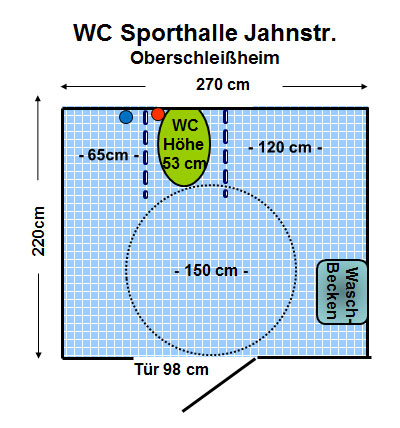 WC Sporthalle Jahnstr.
Oberschleißheim
270 cm
WC
Höhe
53 cm
- 65cm -
- 120 cm -
220cm
- 150 cm -
Wasch-
Becken
Tür 98 cm